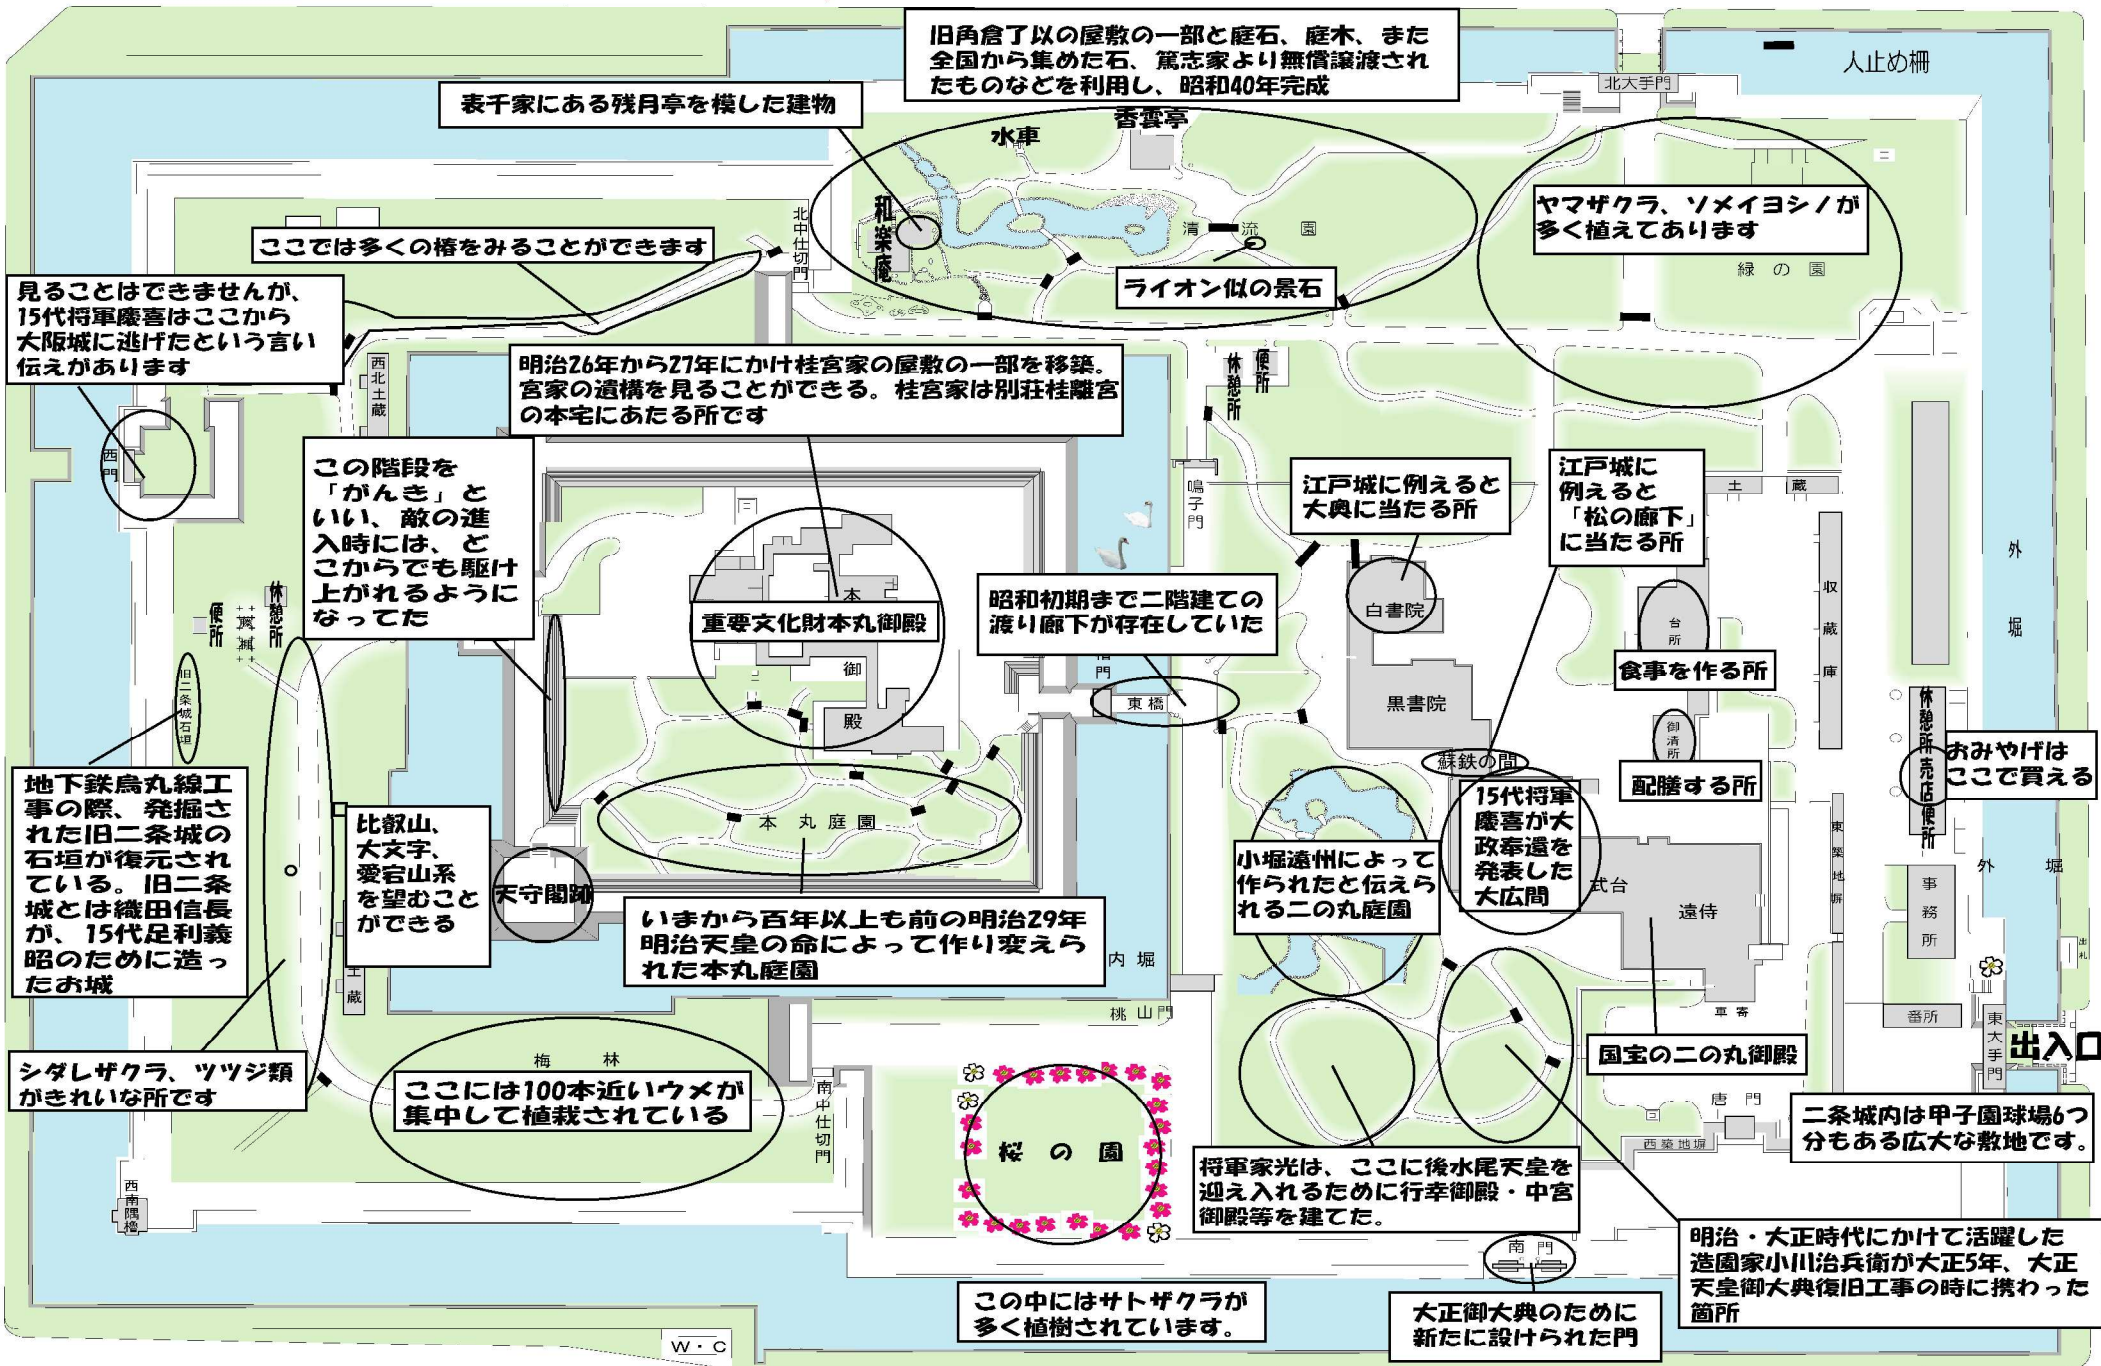 旧角倉了以の屋敷の一部と庭石、庭木、また
全国から集めた石、篤志家より無償譲渡され
たものなどを利用し、昭和40年完成
人止め柵
北大手門
表千家にある残月亭を模した建物
水車
香雲亭
和楽庵
清流園
ライオン似の景石
ヤマザクラ、ソメイヨシノが
多く植えてあります
緑の園
北中仕切門
ここでは多くの椿をみることができます
見ることはできませんが、
15代将軍慶喜はここから
大阪城に逃げたという言い
伝えがあります
西北土蔵
西門
明治26年から27年にかけ桂宮家の屋敷の一部を移築。
宮家の遺構を見ることができる。桂宮家は別荘桂離宮
の本宅にあたる所です
休憩所
便所
この階段を
「がんき」と
いい、敵の進
入時には、ど
こからでも駆け
上がれるように
なってた
鳴子門
江戸城に例えると
大奥に当たる所
江戸城に
例えると
「松の廊下」
に当たる所
土蔵
収蔵庫
外堀
本
重要文化財本丸御殿
御
殿
昭和初期まで二階建ての
渡り廊下が存在していた
門
東橋
白書院
黒書院
蘇鉄の間
台所
食事を作る所
御清所
配膳する所
休憩所
売店
便所
おみやげは
ここで買える
便所
休憩所
旧二条城石垣
地下鉄烏丸線工
事の際、発掘さ
れた旧二条城の
石垣が復元され
ている。旧二条
城とは織田信長
が、15代足利義
昭のために造っ
たお城
比叡山、
大文字、
愛宕山系
を望むこと
ができる
天守閣跡
本丸庭園
いまから百年以上も前の明治29年
明治天皇の命によって作り変えら
れた本丸庭園
内堀
小堀遠州によって
作られたと伝えら
れる二の丸庭園
15代将軍
慶喜が大
政奉還を
発表した
大広間
式台
遠侍
車寄
東築地塀
事務所
外堀
出札
土蔵
シダレザクラ、ツツジ類
がきれいな所です
梅林
ここには100本近いウメが
集中して植栽されている
桃山門
南中仕切門
桜の園
国宝の二の丸御殿
番所
東大手門
出入口
唐門
西築地塀
二条城内は甲子園球場6つ
分もある広大な敷地です。
将軍家光は、ここに後水尾天皇を
迎え入れるために行幸御殿・中宮
御殿等を建てた。
西南隅櫓
南門
明治・大正時代にかけて活躍した
造園家小川治兵衛が大正5年、大正
天皇御大典復旧工事の時に携わった
箇所
この中にはサトザクラが
多く植樹されています。
大正御大典のために
新たに設けられた門
W・C